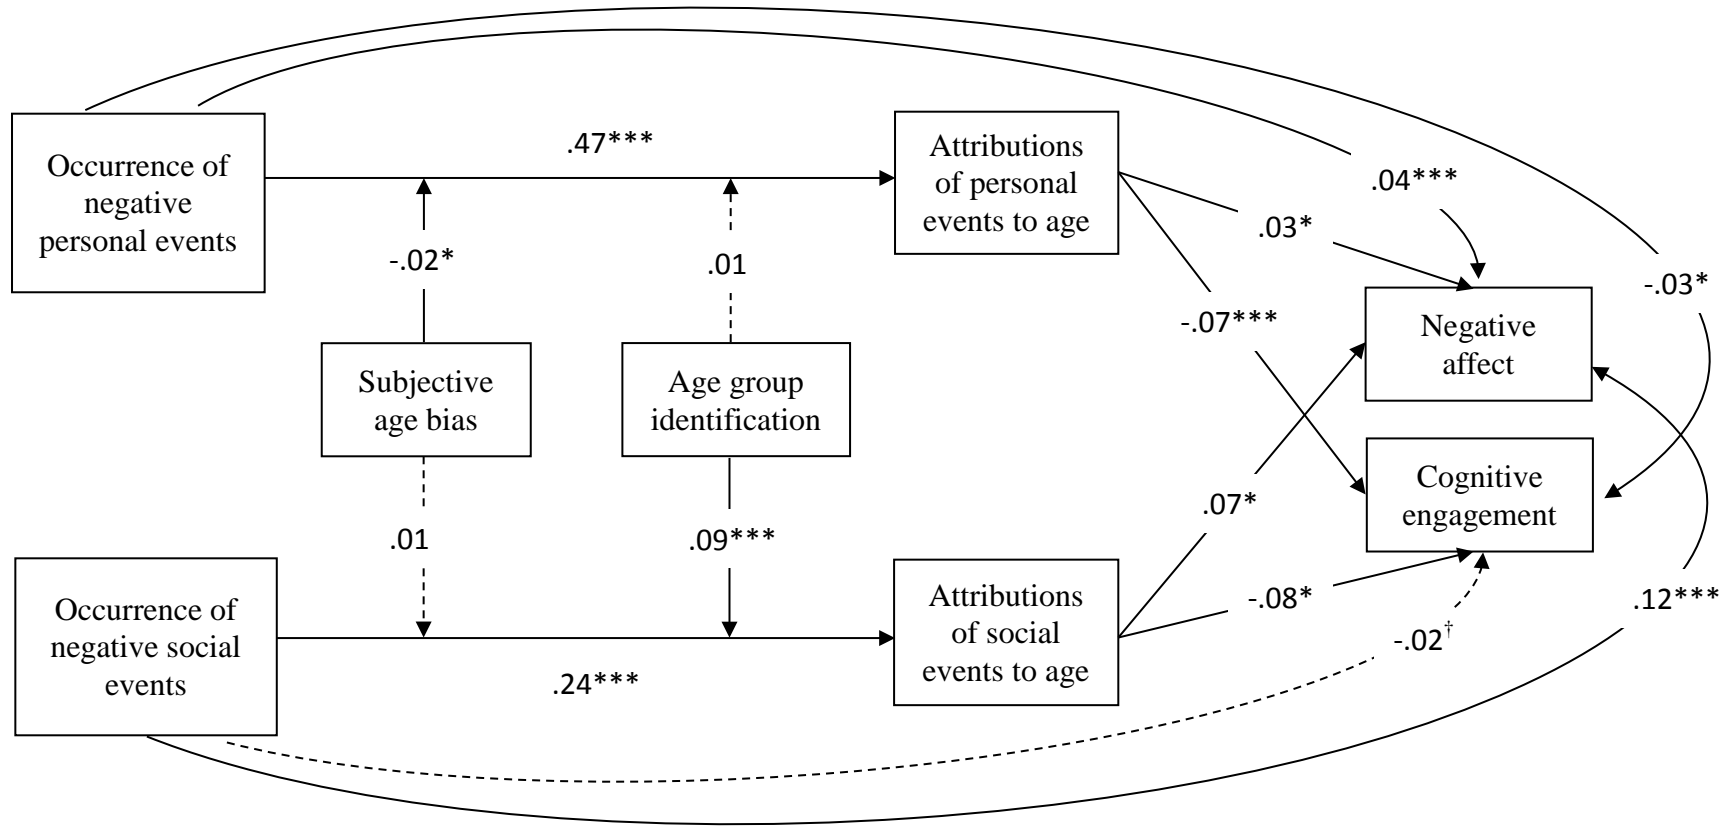 Occurrence of
negative
personal events
.47***
Attributions
of personal
events to age
.04***
.03*
-.03*
-.02*
.01
-.07***
Negative
affect
Subjective
age bias
Age group
identification
Cognitive
engagement
.07*
.01
.09***
Occurrence of
negative social
events
.24***
Attributions
of social
events to age
-.08*
-.02†
.12***